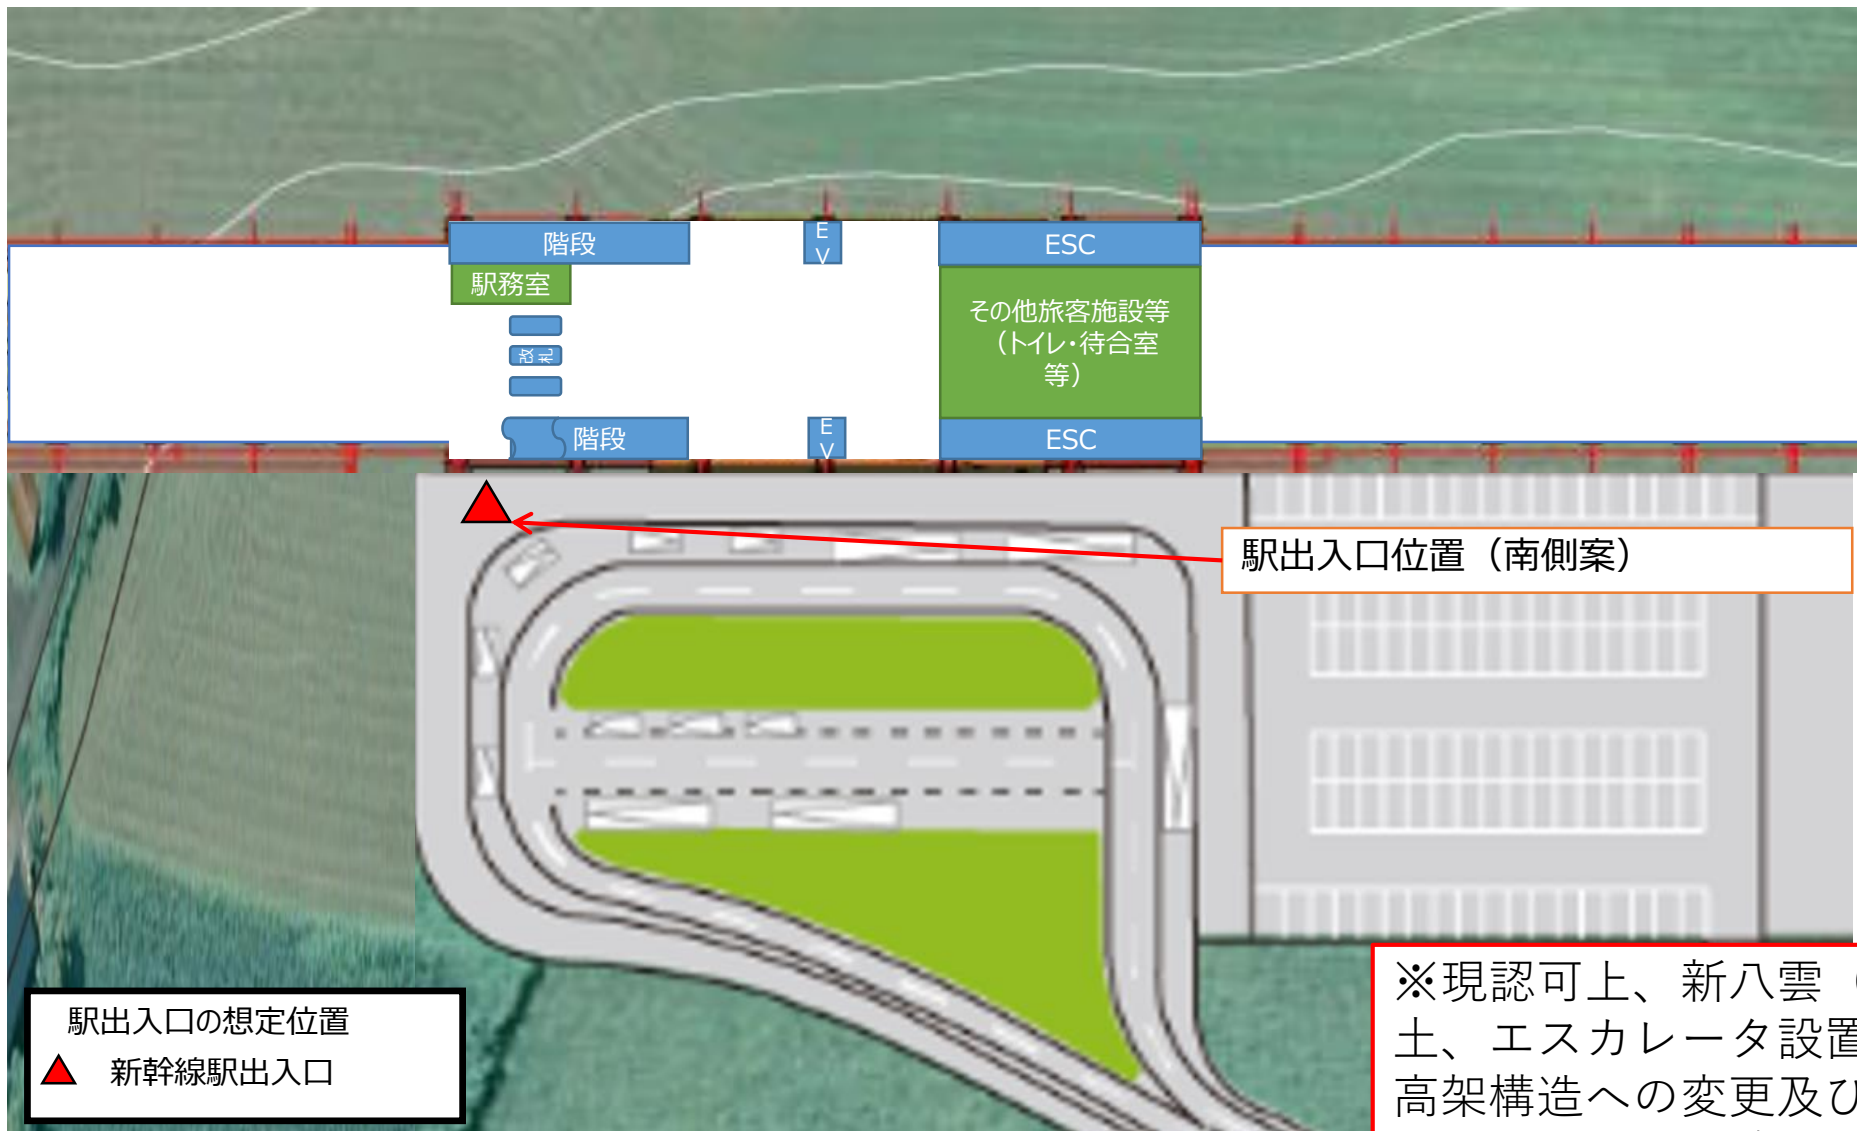 階段
E
V
ESC
駅務室
その他旅客施設等
（トイレ・待合室
等）
改札
階段
E
V
ESC
駅出入口位置（南側案）
駅出入口の想定位置
新幹線駅出入口
※現認可上、新八雲（
土、エスカレータ設置
高架構造への変更及び